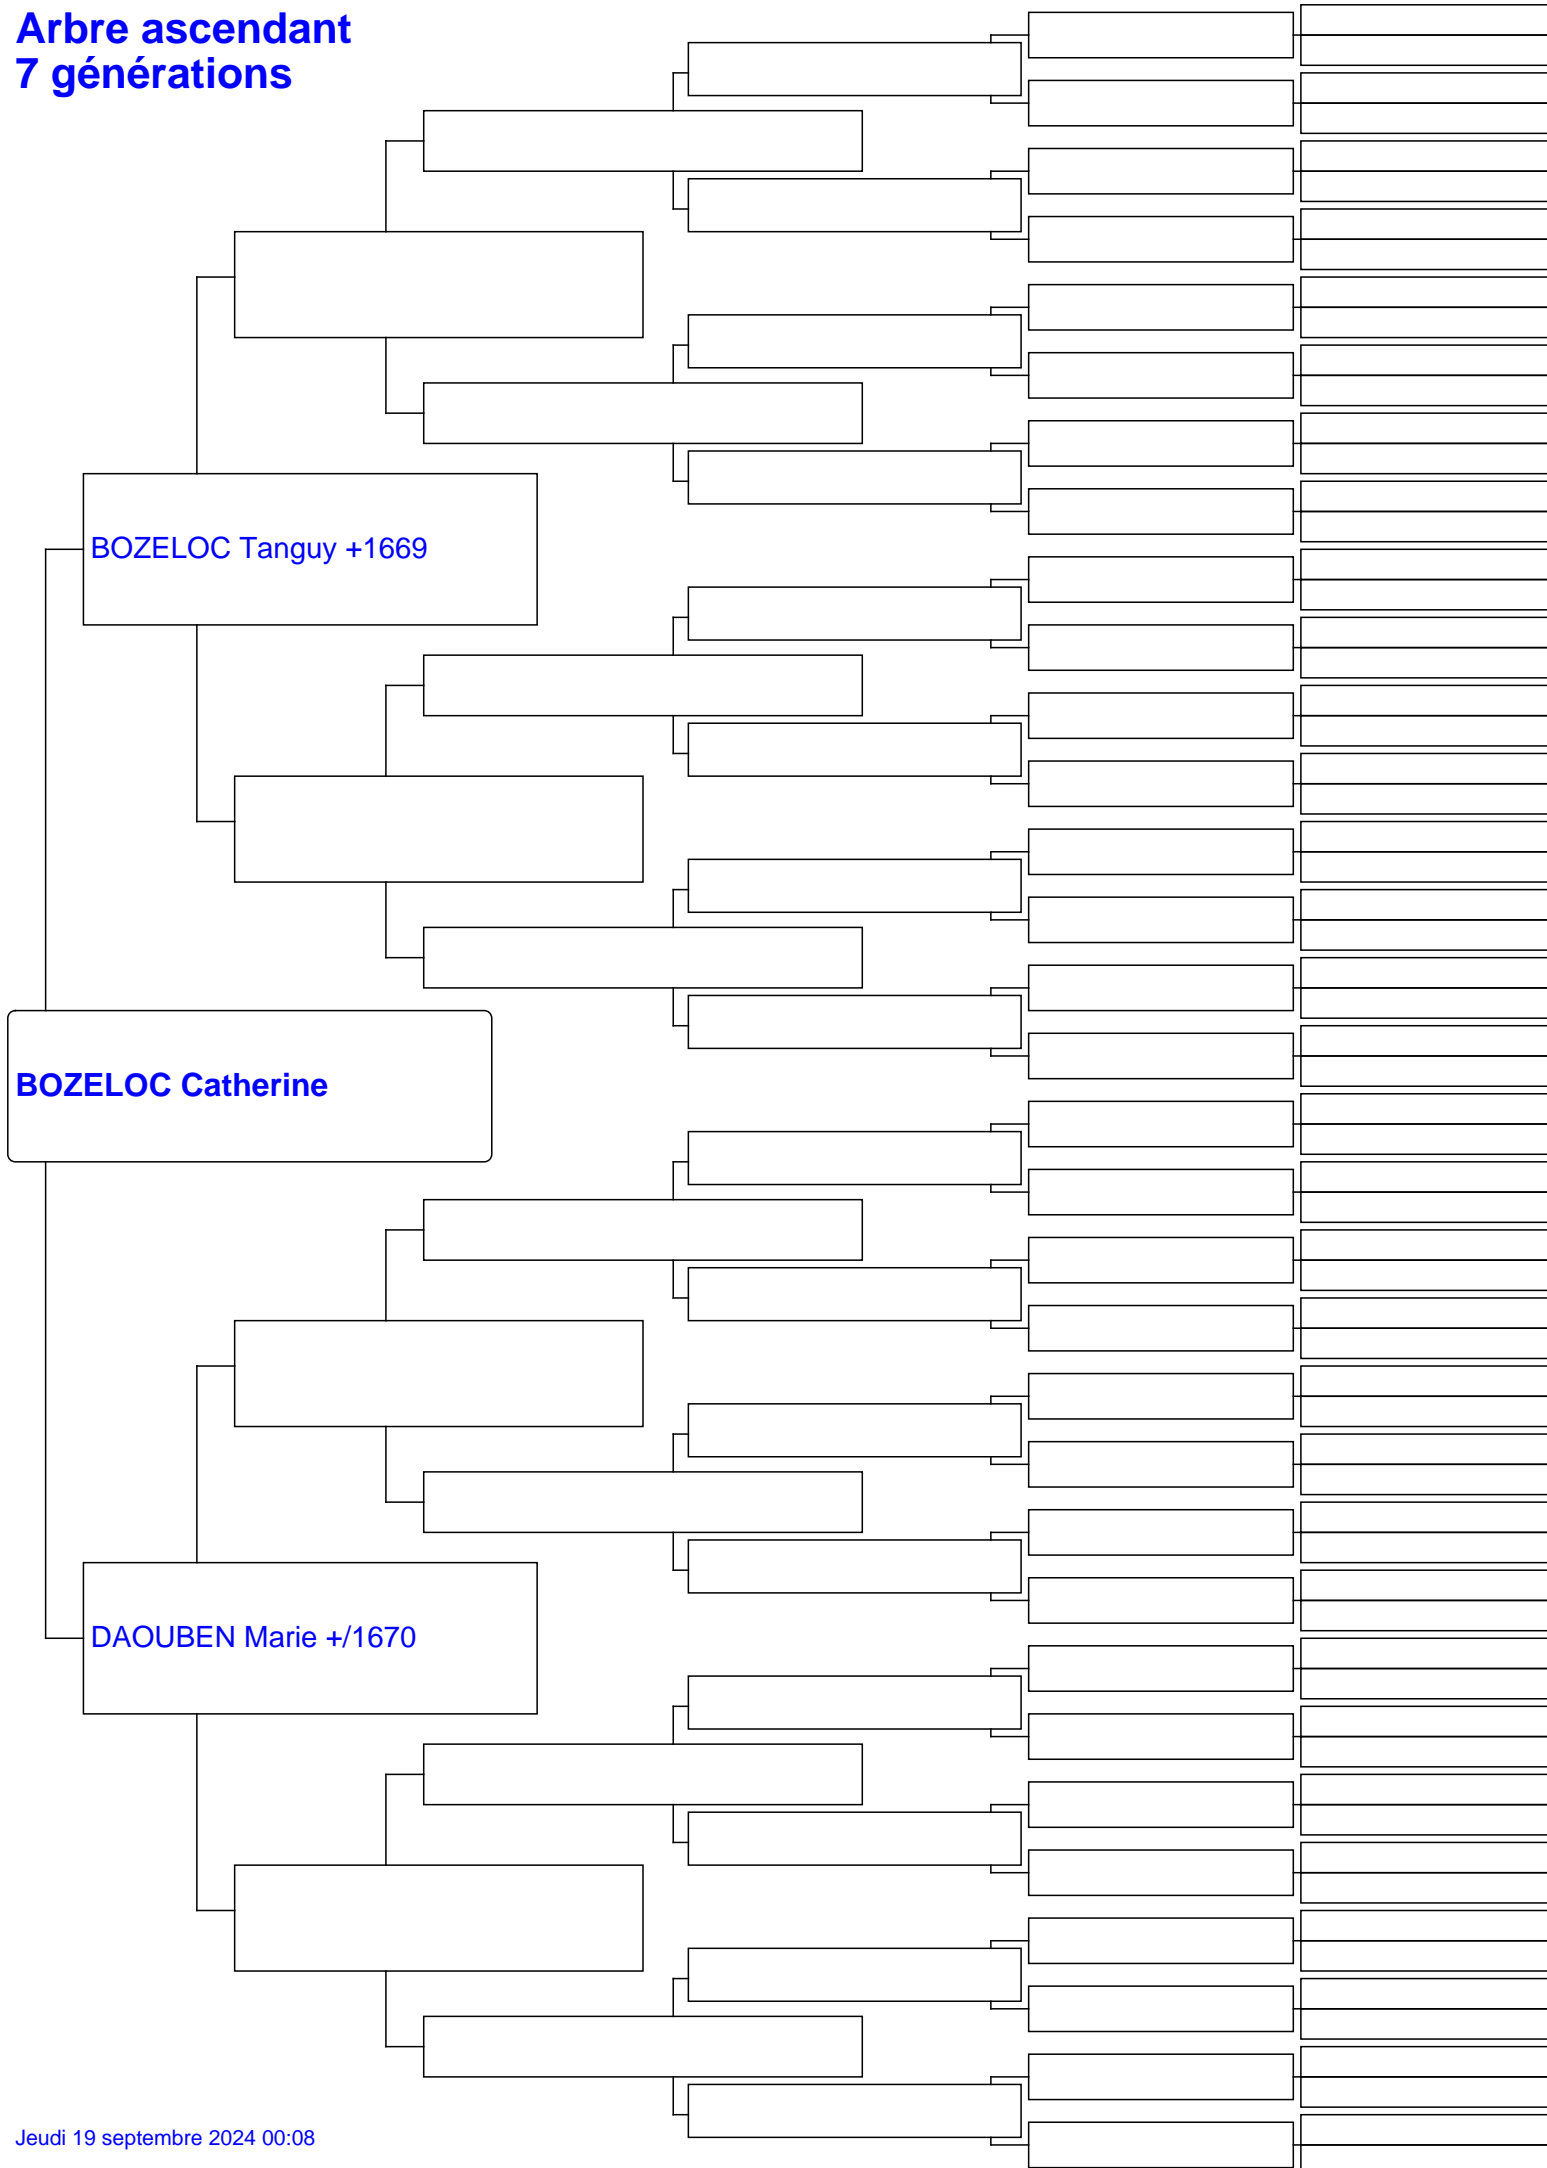 Arbre ascendant
7 générations
BOZELOC Tanguy +1669
BOZELOC Catherine
DAOUBEN Marie +/1670
Jeudi 19 septembre 2024 00:08